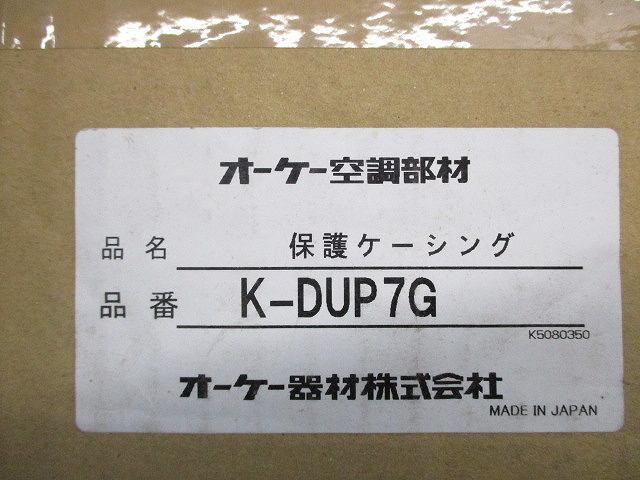 オーケー空調部材
品名 保護ケーシング
品番 K-DUP7G
K5080350
オーケー器材株式会社
MADE IN JAPAN